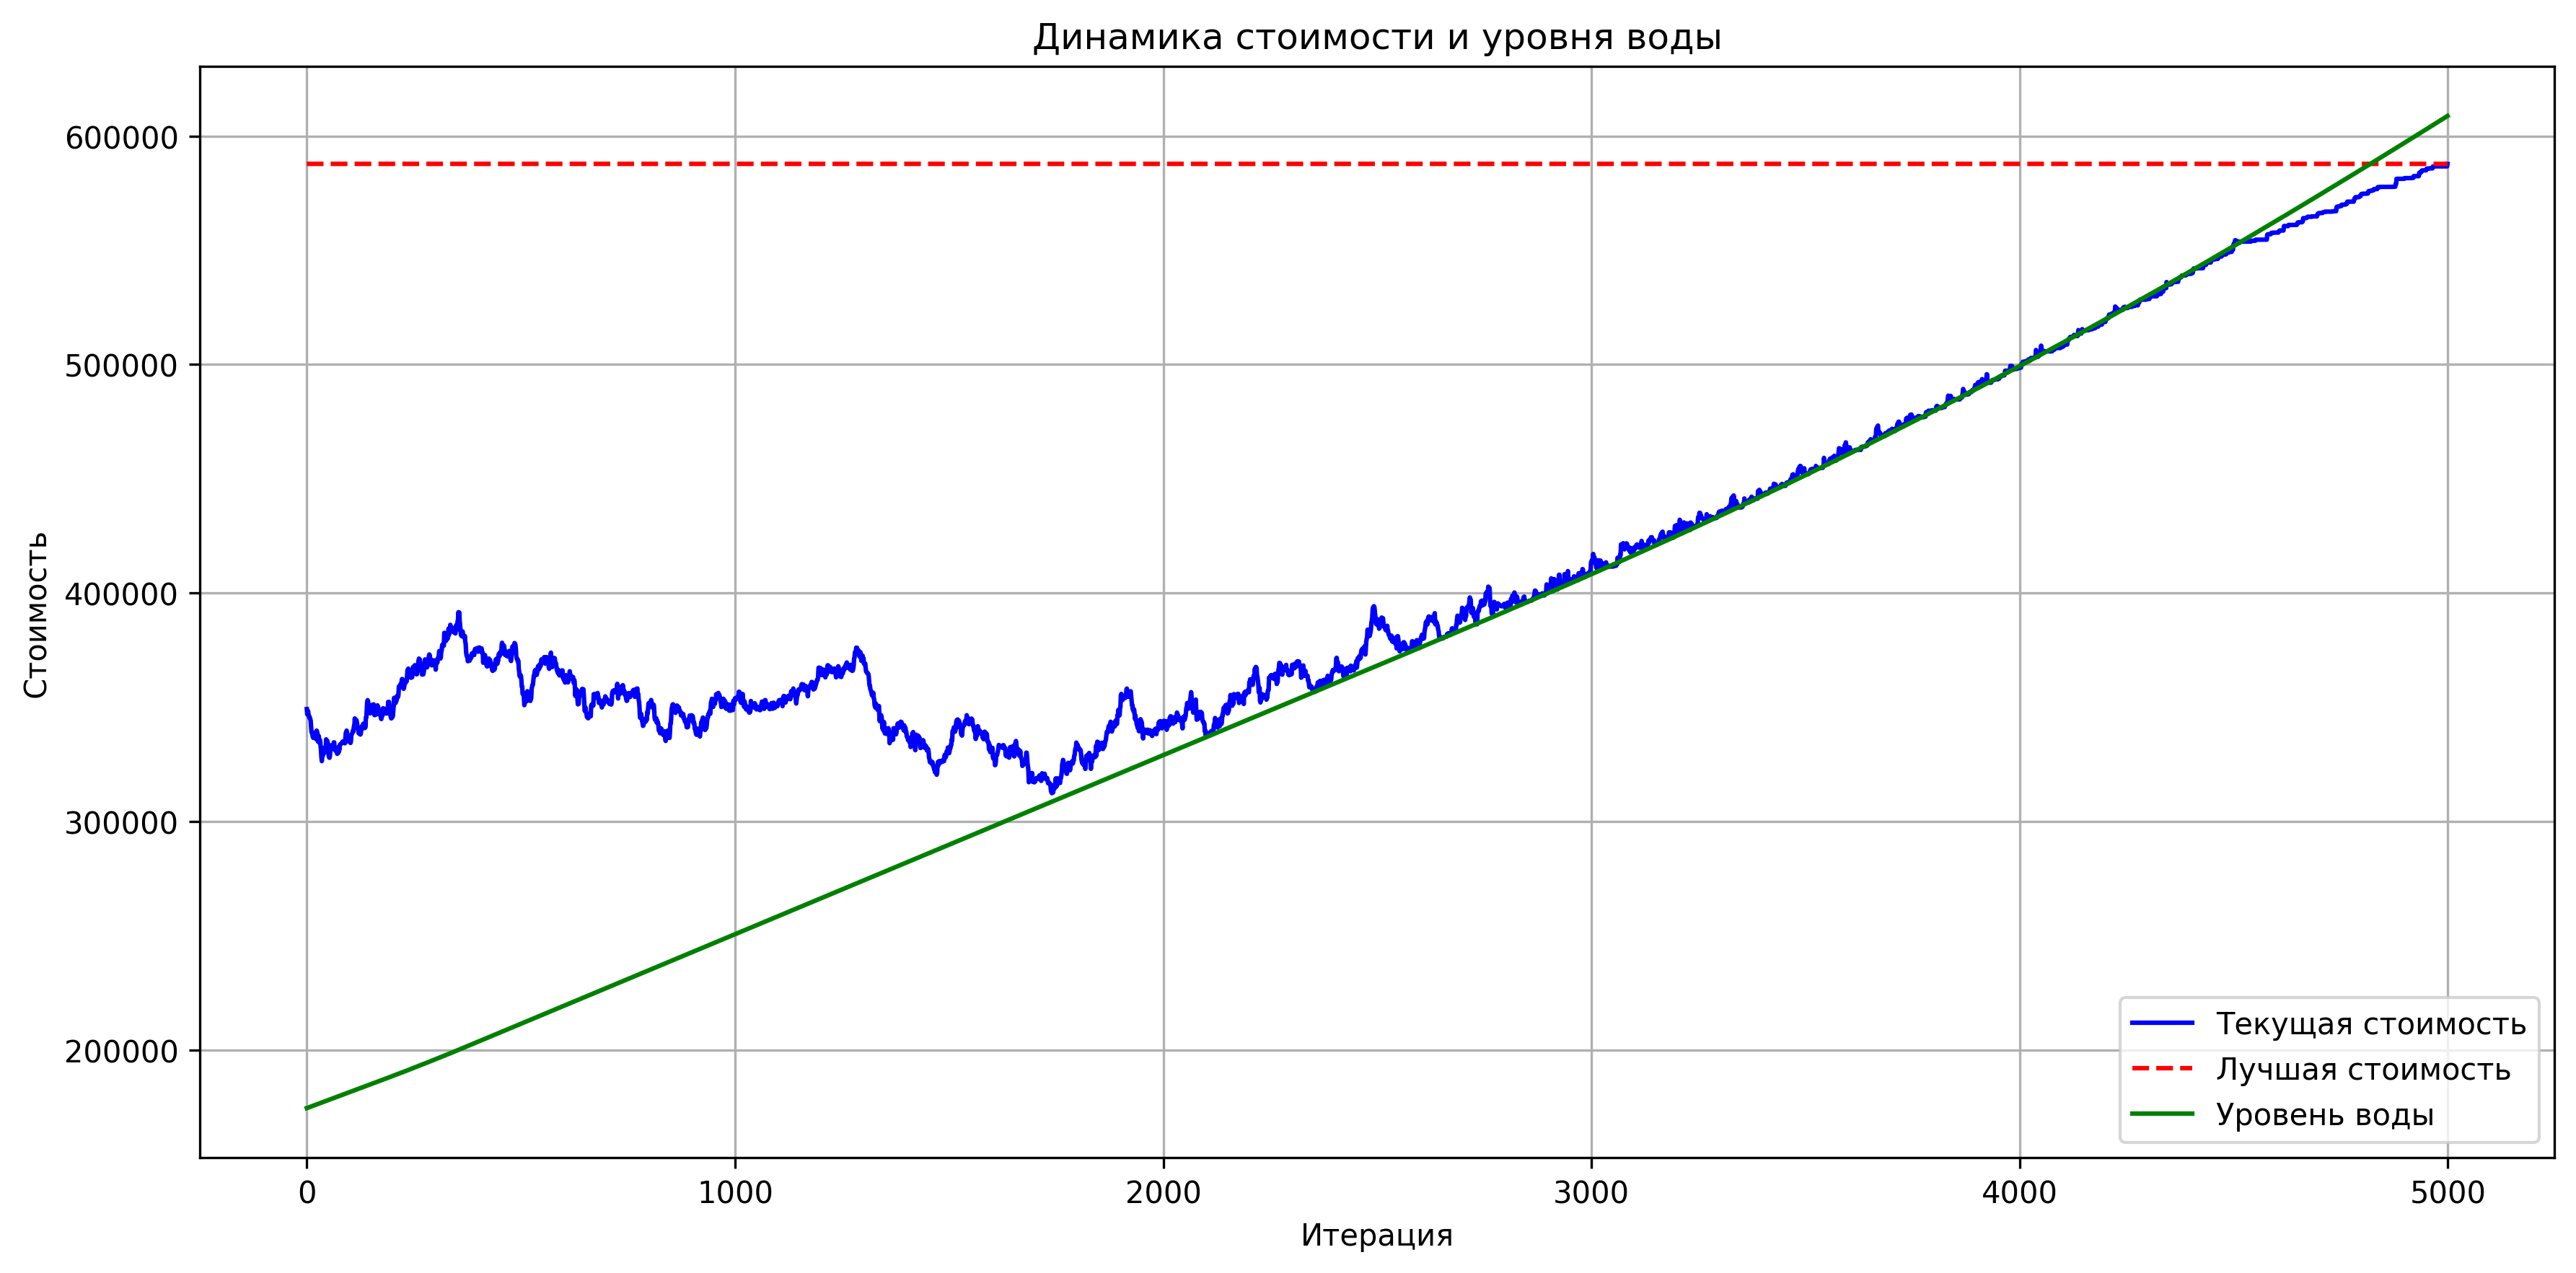 Динамика стоимости и уровня воды
Стоимость
600000
500000
400000
300000
200000
0 1000 2000 3000 4000 5000
Итерация
Текущая стоимость
Лучшая стоимость
Уровень воды